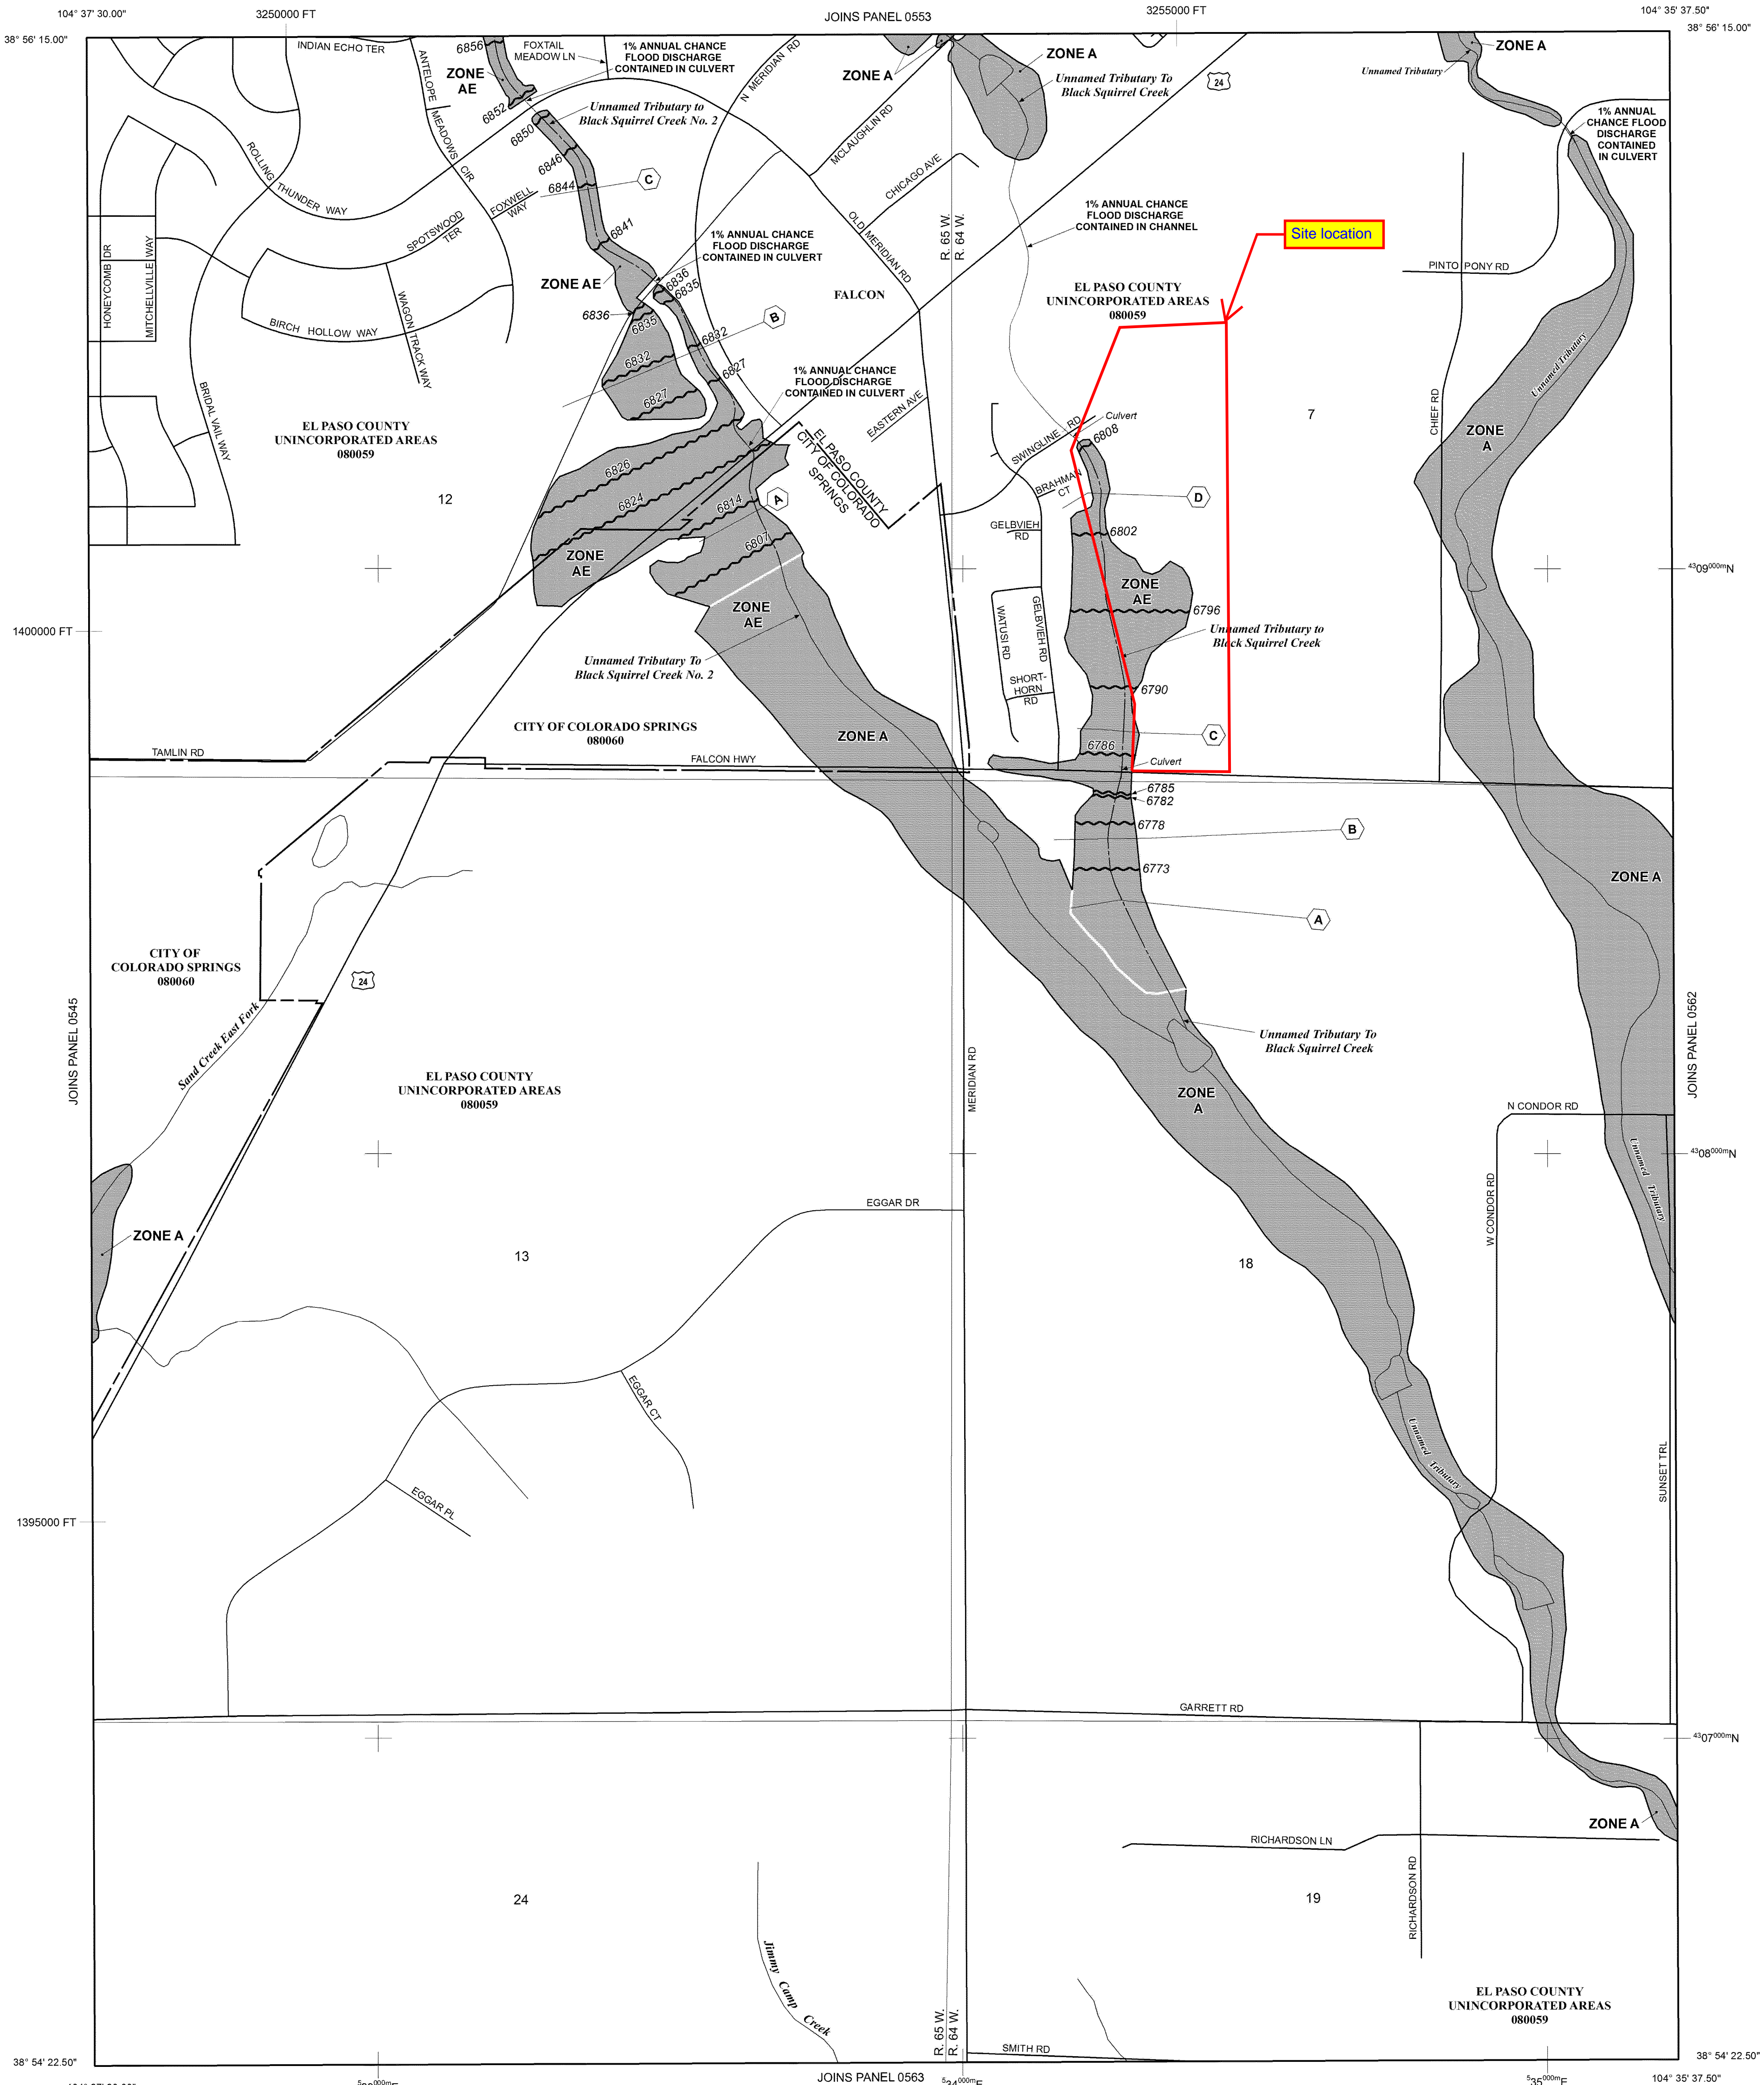 104° 37' 30.00"
3250000 FT
JOINS PANEL 0553
3255000 FT
104° 35' 37.50"
38° 56' 15.00"
38° 56' 15.00"
INDIAN ECHO TER
6856
FOXTAIL
MEADOW LN
1% ANNUAL CHANCE
FLOOD DISCHARGE
CONTAINED IN CULVERT
ZONE
AE
ANTELOPE MEADOWS CIR
6852
6850
Unnamed Tributary to
Black Squirrel Creek No. 2
N MERIDIAN RD
ZONE A
ZONE A
Unnamed Tributary To
Black Squirrel Creek
24
ZONE A
Unnamed Tributary
1% ANNUAL
CHANCE FLOOD
DISCHARGE
CONTAINED
IN CULVERT
MCLAUGHLIN RD
CHICAGO AVE
ROLLING THUNDER WAY
6846
6844
C
FOXWELL
WAY
SPOTSWOOD
TER
6841
1% ANNUAL CHANCE
FLOOD DISCHARGE
CONTAINED IN CULVERT
OLD MERIDIAN RD
R. 65 W.
R. 64 W.
1% ANNUAL CHANCE
FLOOD DISCHARGE
CONTAINED IN CHANNEL
Site location
HONEYCOMB DR
MITCHELLVILLE WAY
PINTO PONY RD
ZONE AE
6836
6835
FALCON
EL PASO COUNTY
UNINCORPORATED AREAS
080059
WAGON TRACK WAY
BIRCH HOLLOW WAY
6836
6835
B
6832
6832
6827
6827
1% ANNUAL CHANCE
FLOOD DISCHARGE
CONTAINED IN CULVERT
Unnamed Tributary
BRIDAL VAIL WAY
EL PASO COUNTY
UNINCORPORATED AREAS
080059
EASTERN AVE
EL PASO COUNTY
CITY OF COLORADO
SPRINGS
SWINGLINE RD
Culvert
6808
7
CHIEF RD
ZONE
A
12
6826
6824
6814
A
6807
BRAHMAN
CT
D
GELBVIEH
RD
6802
ZONE
AE
ZONE
AE
4309000mN
ZONE
AE
WATUSI RD
GELBVIEH RD
6796
1400000 FT
Unnamed Tributary to
Black Squirrel Creek
Unnamed Tributary To
Black Squirrel Creek No. 2
SHORT-
HORN
RD
6790
CITY OF COLORADO SPRINGS
080060
ZONE A
C
6786
TAMLIN RD
FALCON HWY
Culvert
6785
6782
6778
B
6773
ZONE A
A
CITY OF
COLORADO SPRINGS
080060
24
JOINS PANEL 0545
JOINS PANEL 0562
Sand Creek East Fork
Unnamed Tributary To
Black Squirrel Creek
EL PASO COUNTY
UNINCORPORATED AREAS
080059
MERIDIAN RD
ZONE
A
N CONDOR RD
4308000mN
Unnamed Tributary
W CONDOR RD
EGGAR DR
ZONE A
13
18
EGGAR CT
Unnamed Tributary
SUNSET TRL
EGGAR PL
1395000 FT
GARRETT RD
4307000mN
ZONE A
RICHARDSON LN
RICHARDSON RD
24
19
Jimmy Camp Creek
EL PASO COUNTY
UNINCORPORATED AREAS
080059
R. 65 W.
R. 64 W.
SMITH RD
38° 54' 22.50"
38° 54' 22.50"
JOINS PANEL 0563
104° 35' 37.50"